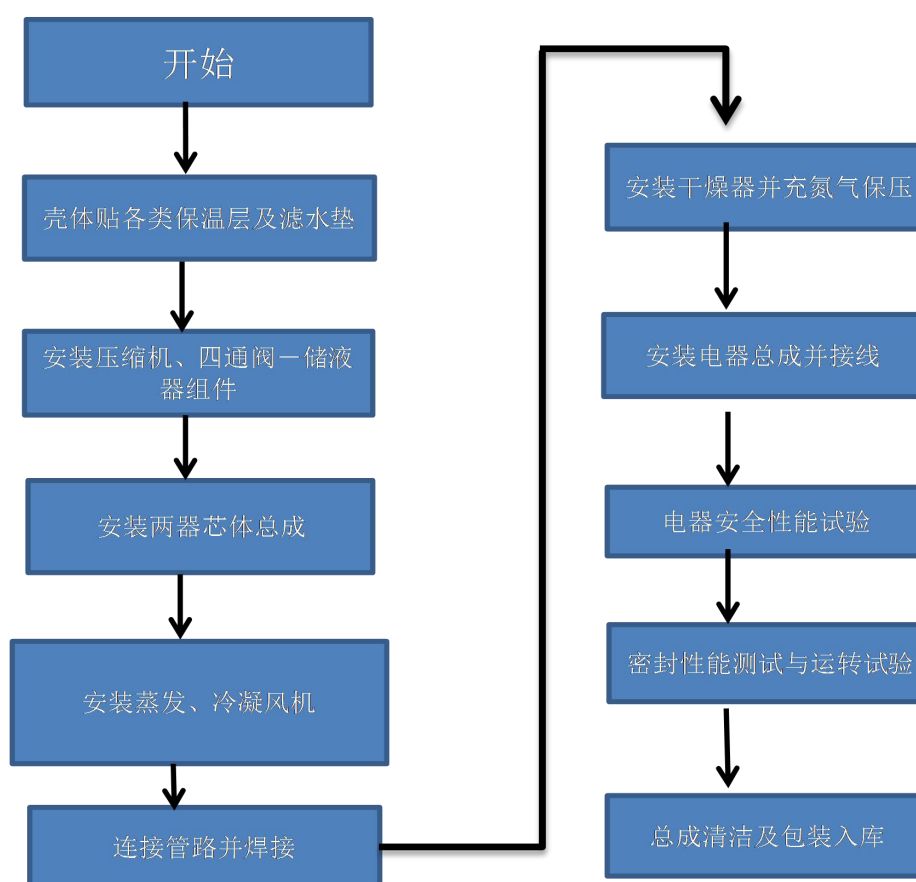 开始
壳体贴各类保温层及滤水垫
安装压缩机、四通阀－储液
器组件
安装两器芯体总成
安装蒸发、冷凝风机
连接管路并焊接
安装干燥器并充氮气保压
安装电器总成并接线
电器安全性能试验
密封性能测试与运转试验
总成清洁及包装入库